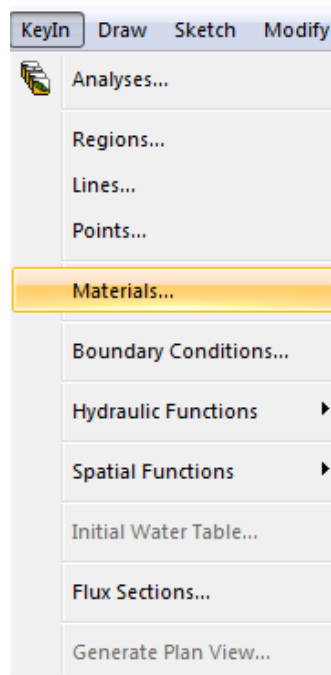 KeyIn Draw Sketch Modify
Analyses...
Regions...
Lines...
Points...
Materials...
Boundary Conditions...
Hydraulic Functions
Spatial Functions
Initial Water Table...
Flux Sections...
Generate Plan View...